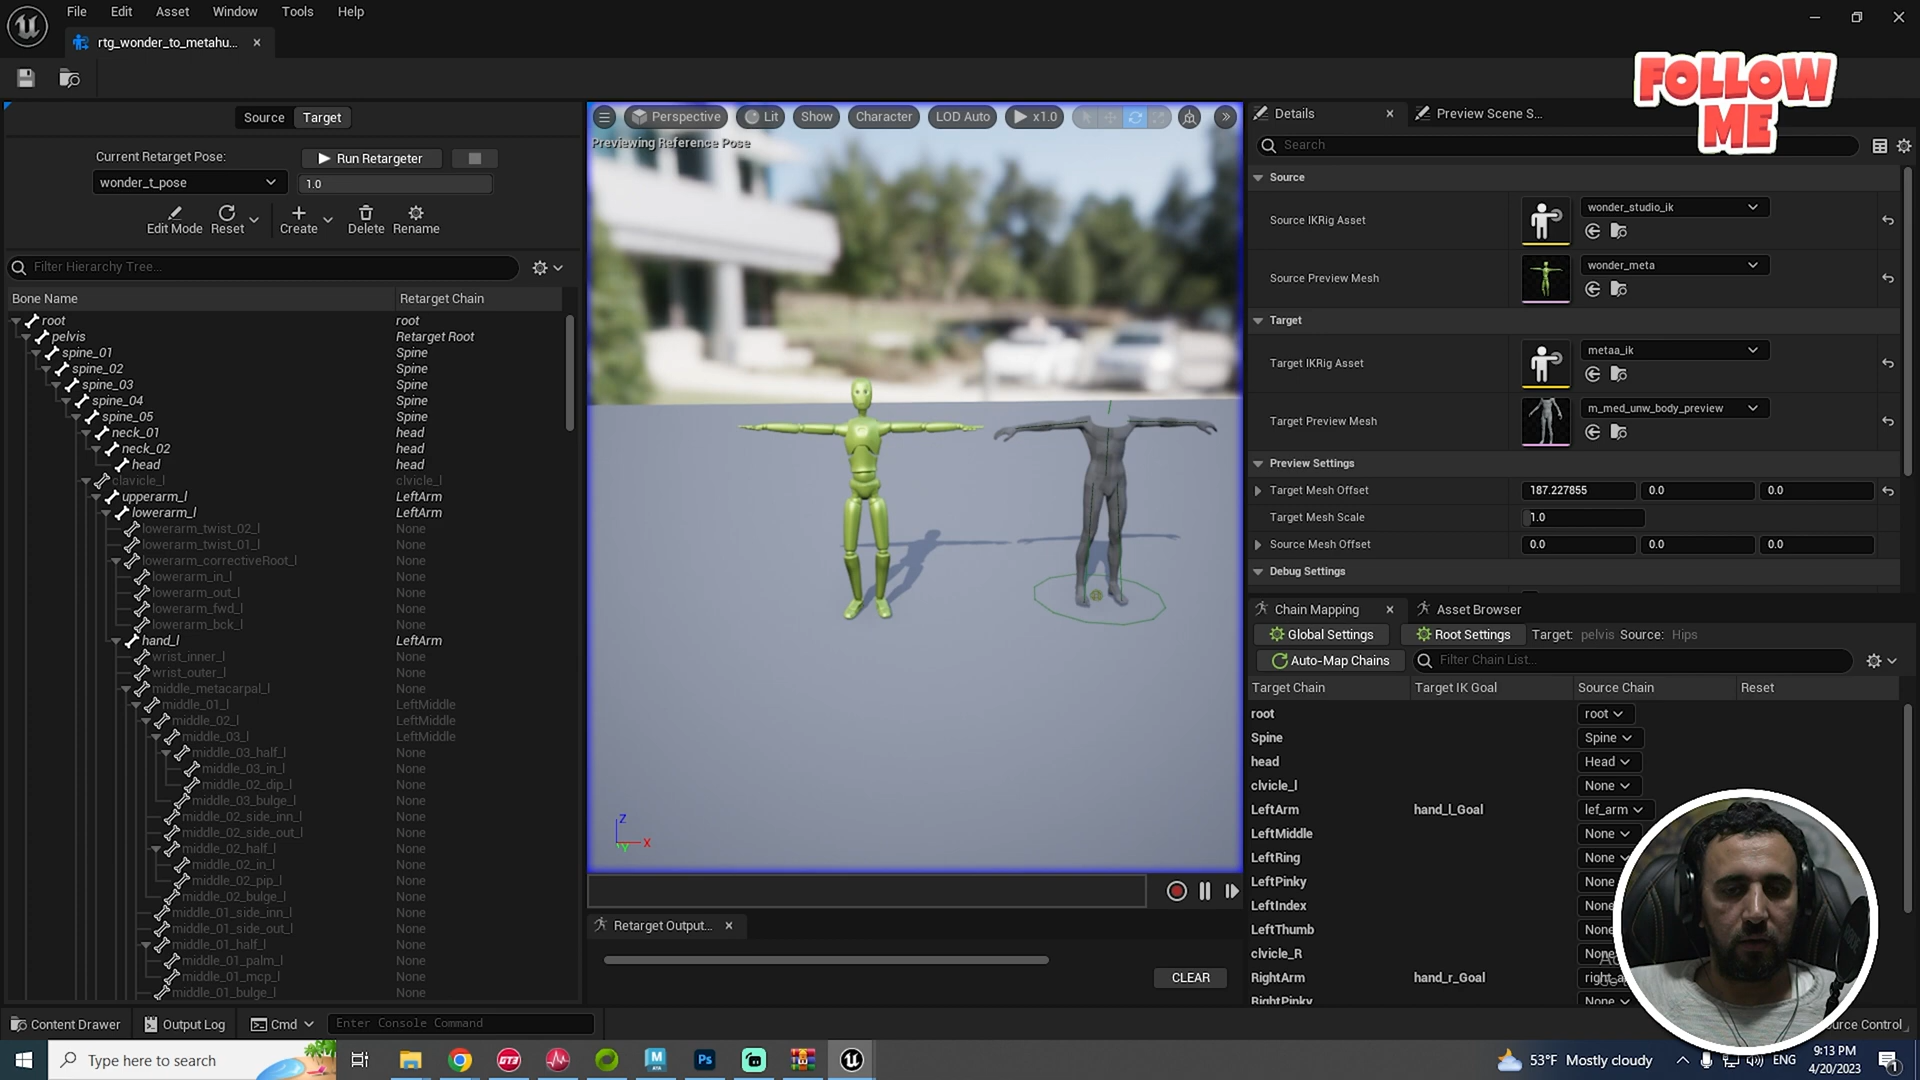 File Edit Asset Window Tools Help
rtg_wonder_to_metahu...
FOLLOW
ME
Source Target
Current Retarget Pose:
Run Retargeter
wonder_t_pose
1.0
Edit Mode Reset Create Delete Rename
Filter Hierarchy Tree...
Bone Name Retarget Chain
root root
pelvis Retarget Root
spine_01 Spine
spine_02 Spine
spine_03 Spine
spine_04 Spine
spine_05 Spine
neck_01 head
neck_02 head
head head
clavicle_l clvicle_l
upperarm_l LeftArm
lowerarm_l LeftArm
lowerarm_twist_02_l None
lowerarm_twist_01_l None
lowerarm_correctiveRoot_l None
lowerarm_in_l None
lowerarm_out_l None
lowerarm_fwd_l None
lowerarm_bck_l None
hand_l LeftArm
wrist_inner_l None
wrist_outer_l None
middle_metacarpal_l None
middle_01_l LeftMiddle
middle_02_l LeftMiddle
middle_03_l LeftMiddle
middle_03_half_l None
middle_03_in_l None
middle_02_dip_l None
middle_03_bulge_l None
middle_02_side_inn_l None
middle_02_side_out_l None
middle_02_half_l None
middle_02_in_l None
middle_02_pip_l None
middle_02_bulge_l None
middle_01_side_inn_l None
middle_01_side_out_l None
middle_01_half_l None
middle_01_palm_l None
middle_01_mcp_l None
middle_01_bulge_l None
Perspective Lit Show Character LOD Auto x1.0
Previewing Reference Pose
Z
X
Y
Retarget Output...
CLEAR
Details Preview Scene S...
Search
Source
Source IKRig Asset wonder_studio_ik
Source Preview Mesh wonder_meta
Target
Target IKRig Asset metaa_ik
Target Preview Mesh m_med_unw_body_preview
Preview Settings
Target Mesh Offset 187.227855 0.0 0.0
Target Mesh Scale 1.0
Source Mesh Offset 0.0 0.0 0.0
Debug Settings
Chain Mapping Asset Browser
Global Settings Root Settings Target: pelvis Source: Hips
Auto-Map Chains Filter Chain List...
Target Chain Target IK Goal Source Chain Reset
root root
Spine Spine
head Head
clvicle_l None
LeftArm hand_l_Goal lef_arm
LeftMiddle None
LeftRing None
LeftPinky None
LeftIndex None
LeftThumb None
clvicle_R None
RightArm hand_r_Goal
RightPinky None
Content Drawer Output Log Cmd Enter Console Command
Control
Type here to search
GT3
Ps
53°F Mostly cloudy
ENG
9:13 PM
4/20/2023
1